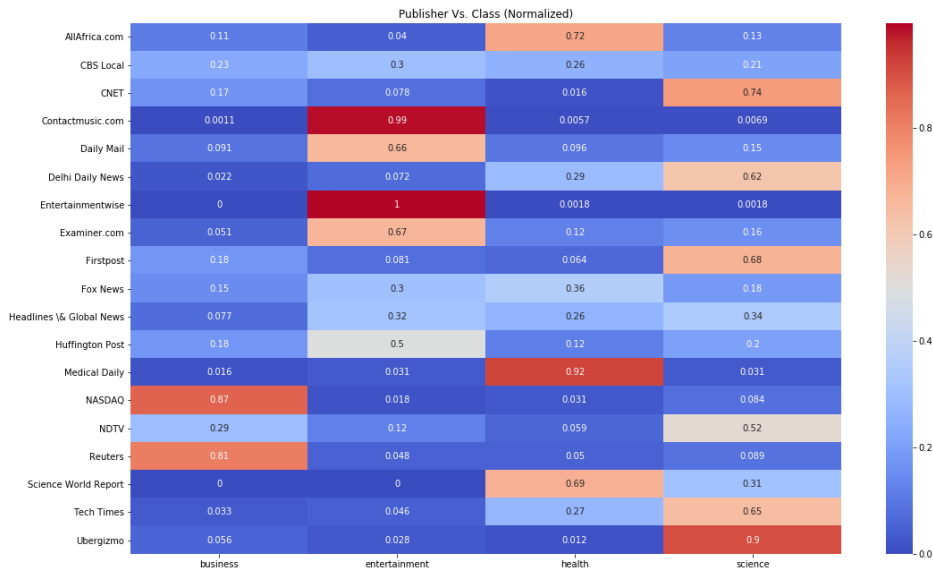 Publisher Vs. Class (Normalized)
AllAfrica.com 0.11 0.04 0.72 0.13
CBS Local 0.23 0.3 0.26 0.21
CNET 0.17 0.078 0.016 0.74
Contactmusic.com 0.0011 0.99 0.0057 0.0069
Daily Mail 0.091 0.66 0.096 0.15
Delhi Daily News 0.022 0.072 0.29 0.62
Entertainmentwise 0 1 0.0018 0.0018
Examiner.com 0.051 0.67 0.12 0.16
Firstpost 0.18 0.081 0.064 0.68
Fox News 0.15 0.3 0.36 0.18
Headlines \& Global News 0.077 0.32 0.26 0.34
Huffington Post 0.18 0.5 0.12 0.2
Medical Daily 0.016 0.031 0.92 0.031
NASDAQ 0.87 0.018 0.031 0.084
NDTV 0.29 0.12 0.059 0.52
Reuters 0.81 0.048 0.05 0.089
Science World Report 0 0 0.69 0.31
Tech Times 0.033 0.046 0.27 0.65
Ubergizmo 0.056 0.028 0.012 0.9
business entertainment health science
0.8
0.6
0.4
0.2
0.0